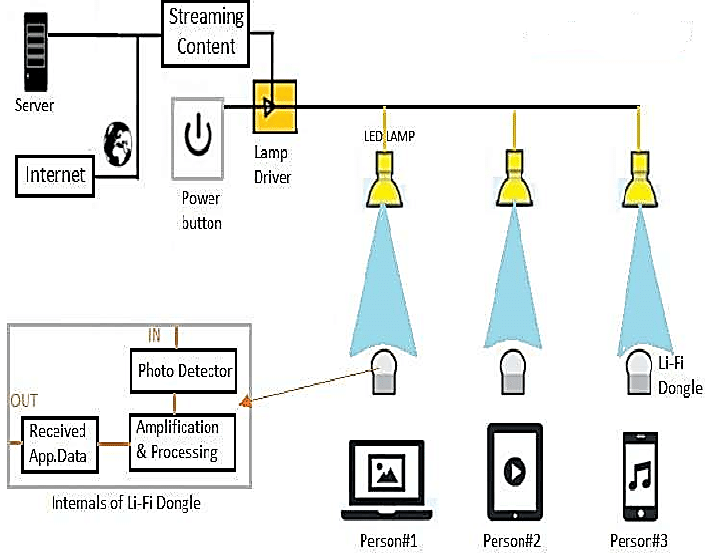 Streaming
Content
Server
Internet
Power
button
Lamp
Driver
LED LAMP
IN
Photo Detector
OUT
Received
App.Data
Amplification
& Processing
Internals of Li-Fi Dongle
Li-Fi
Dongle
Person#1
Person#2
Person#3